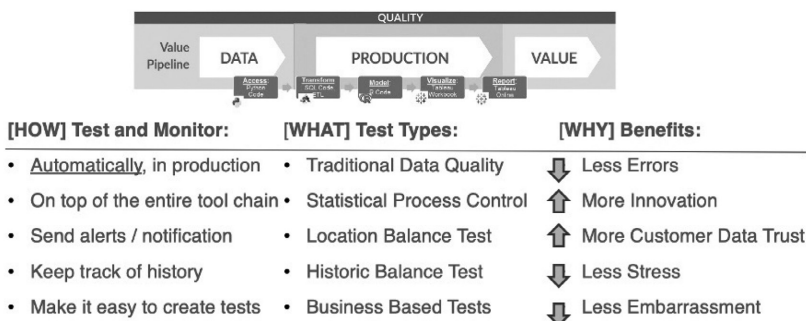 QUALITY
Value
Pipeline
DATA
PRODUCTION
VALUE
Access:
Python
Code
Transform
SQL Code
ETL
Model
R Code
Visualize:
Tableau
Workbook
Report:
Tableau
Online
[HOW] Test and Monitor:
• Automatically, in production
• On top of the entire tool chain
• Send alerts / notification
• Keep track of history
• Make it easy to create tests
[WHAT] Test Types:
• Traditional Data Quality
• Statistical Process Control
• Location Balance Test
• Historic Balance Test
• Business Based Tests
[WHY] Benefits:
Less Errors
More Innovation
More Customer Data Trust
Less Stress
Less Embarrassment